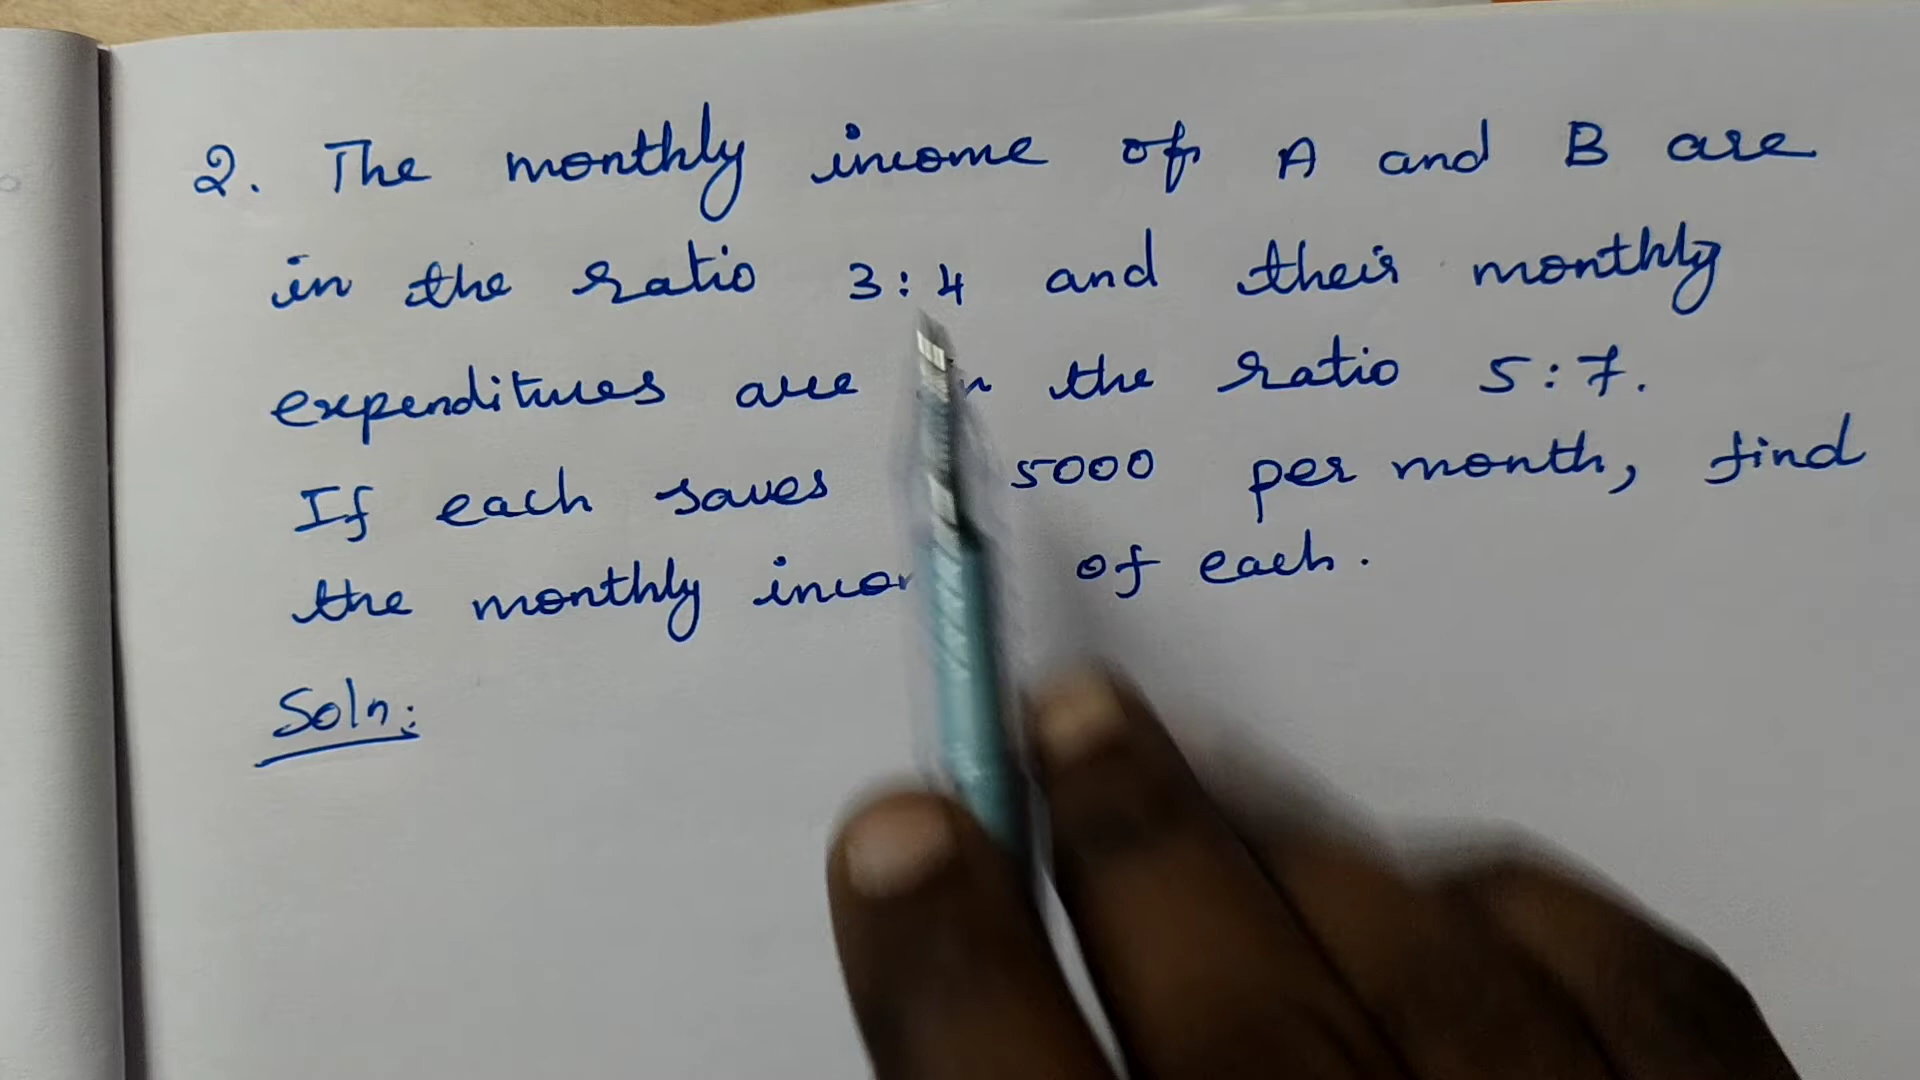 2. The monthly income of A and B are
in the ratio 3:4 and their monthly
expenditures are the ratio 5:7.
If each saves 5000 per month, find
the monthly of each.
Soln: